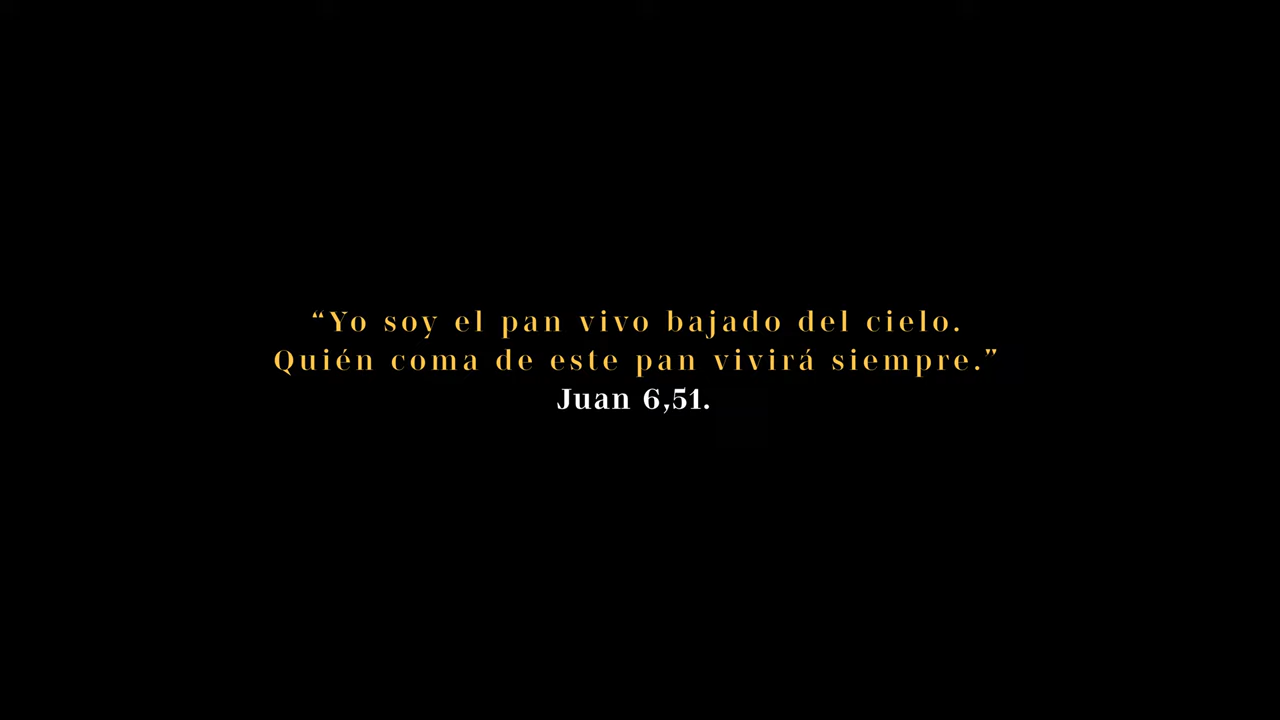 “Yo soy el pan vivo bajado del cielo.
Quién coma de este pan vivirá siempre.”
Juan 6,51.